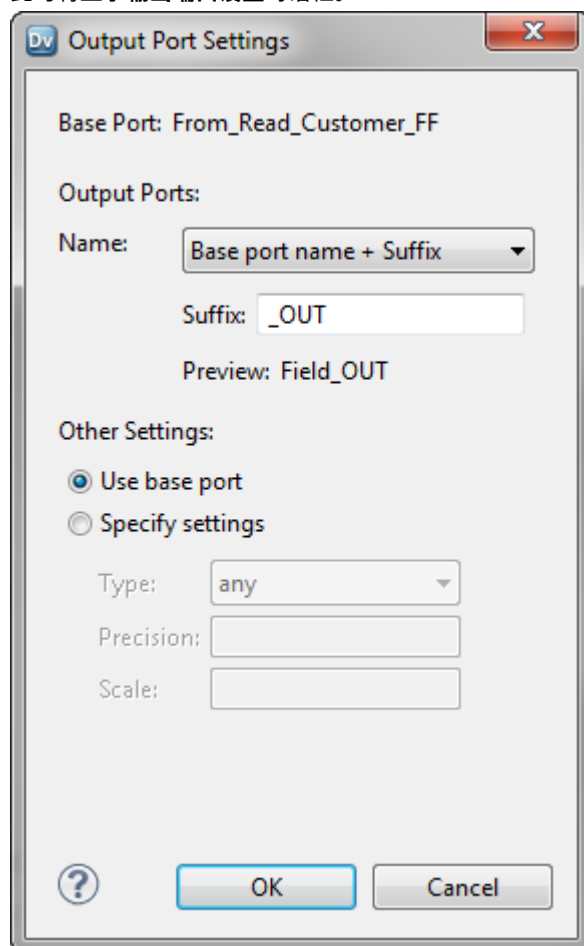 Dv Output Port Settings
Base Port: From_Read_Customer_FF
Output Ports:
Name: Base port name + Suffix
Suffix: _OUT
Preview: Field_OUT
Other Settings:
Use base port
Specify settings
Type: any
Precision:
Scale:
? OK Cancel